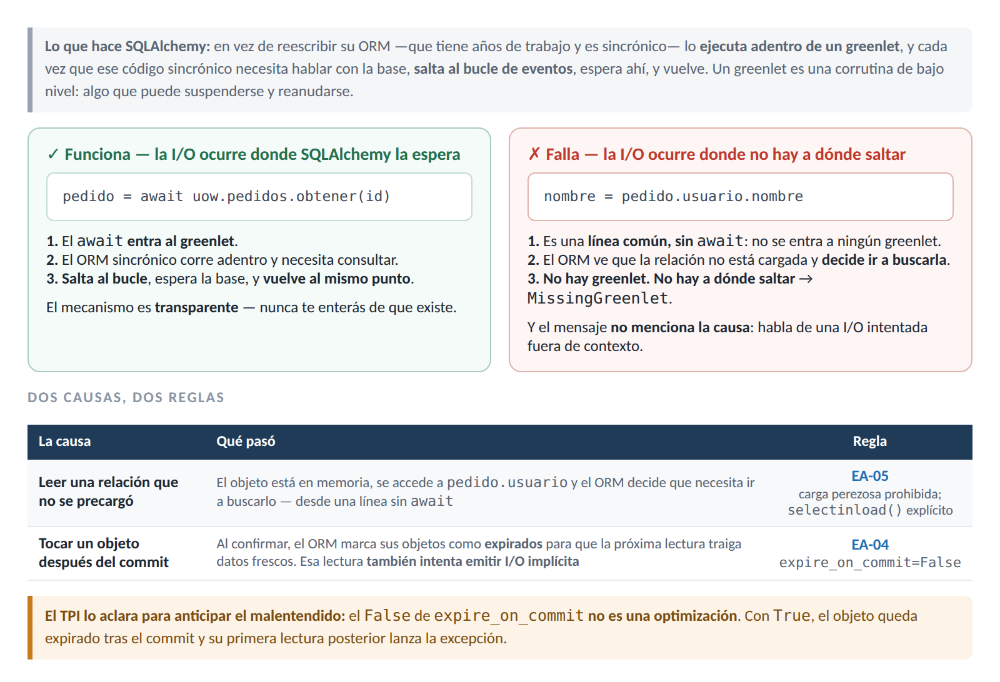 Lo que hace SQLAlchemy: en vez de reescribir su ORM —que tiene años de trabajo y es sincrónico— lo ejecuta adentro de un greenlet, y cada
vez que ese código sincrónico necesita hablar con la base, salta al bucle de eventos, espera ahí, y vuelve. Un greenlet es una corrutina de bajo
nivel: algo que puede suspenderse y reanudarse.
✓ Funciona — la I/O ocurre donde SQLAlchemy la espera
pedido = await uow.pedidos.obtener(id)
1. El await entra al greenlet.
2. El ORM sincrónico corre adentro y necesita consultar.
3. Salta al bucle, espera la base, y vuelve al mismo punto.
El mecanismo es transparente — nunca te enterás de que existe.
✗ Falla — la I/O ocurre donde no hay a dónde saltar
nombre = pedido.usuario.nombre
1. Es una línea común, sin await: no se entra a ningún greenlet.
2. El ORM ve que la relación no está cargada y decide ir a buscarla.
3. No hay greenlet. No hay a dónde saltar →
MissingGreenlet.
Y el mensaje no menciona la causa: habla de una I/O intentada
fuera de contexto.
DOS CAUSAS, DOS REGLAS
La causa
Qué pasó
Regla
Leer una relación que
no se precargó
El objeto está en memoria, se accede a pedido.usuario y el ORM decide que necesita ir
a buscarlo — desde una línea sin await
EA-05
carga perezosa prohibida;
selectinload() explícito
Tocar un objeto
después del commit
Al confirmar, el ORM marca sus objetos como expirados para que la próxima lectura traiga
datos frescos. Esa lectura también intenta emitir I/O implícita
EA-04
expire_on_commit=False
El TPI lo aclara para anticipar el malentendido: el False de expire_on_commit no es una optimización. Con True, el objeto queda
expirado tras el commit y su primera lectura posterior lanza la excepción.